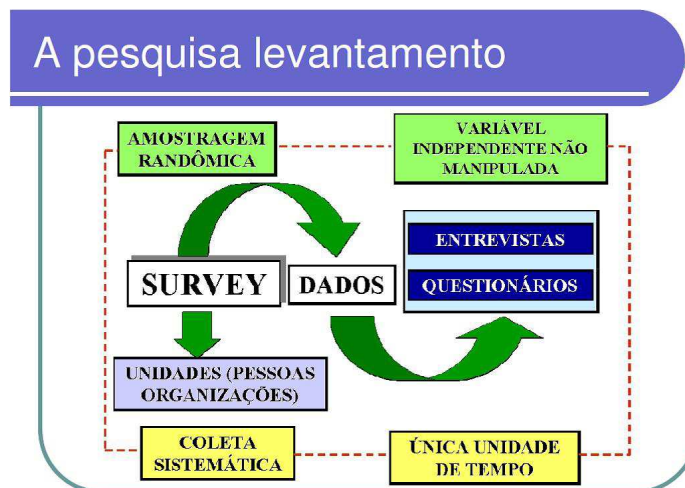 A pesquisa levantamento
AMOSTRAGEM
RANDÔMICA
VARIÁVEL
INDEPENDENTE NÃO
MANIPULADA
ENTREVISTAS
SURVEY
DADOS
QUESTIONÁRIOS
UNIDADES (PESSOAS
ORGANIZAÇÕES)
COLETA
SISTEMÁTICA
ÚNICA UNIDADE
DE TEMPO